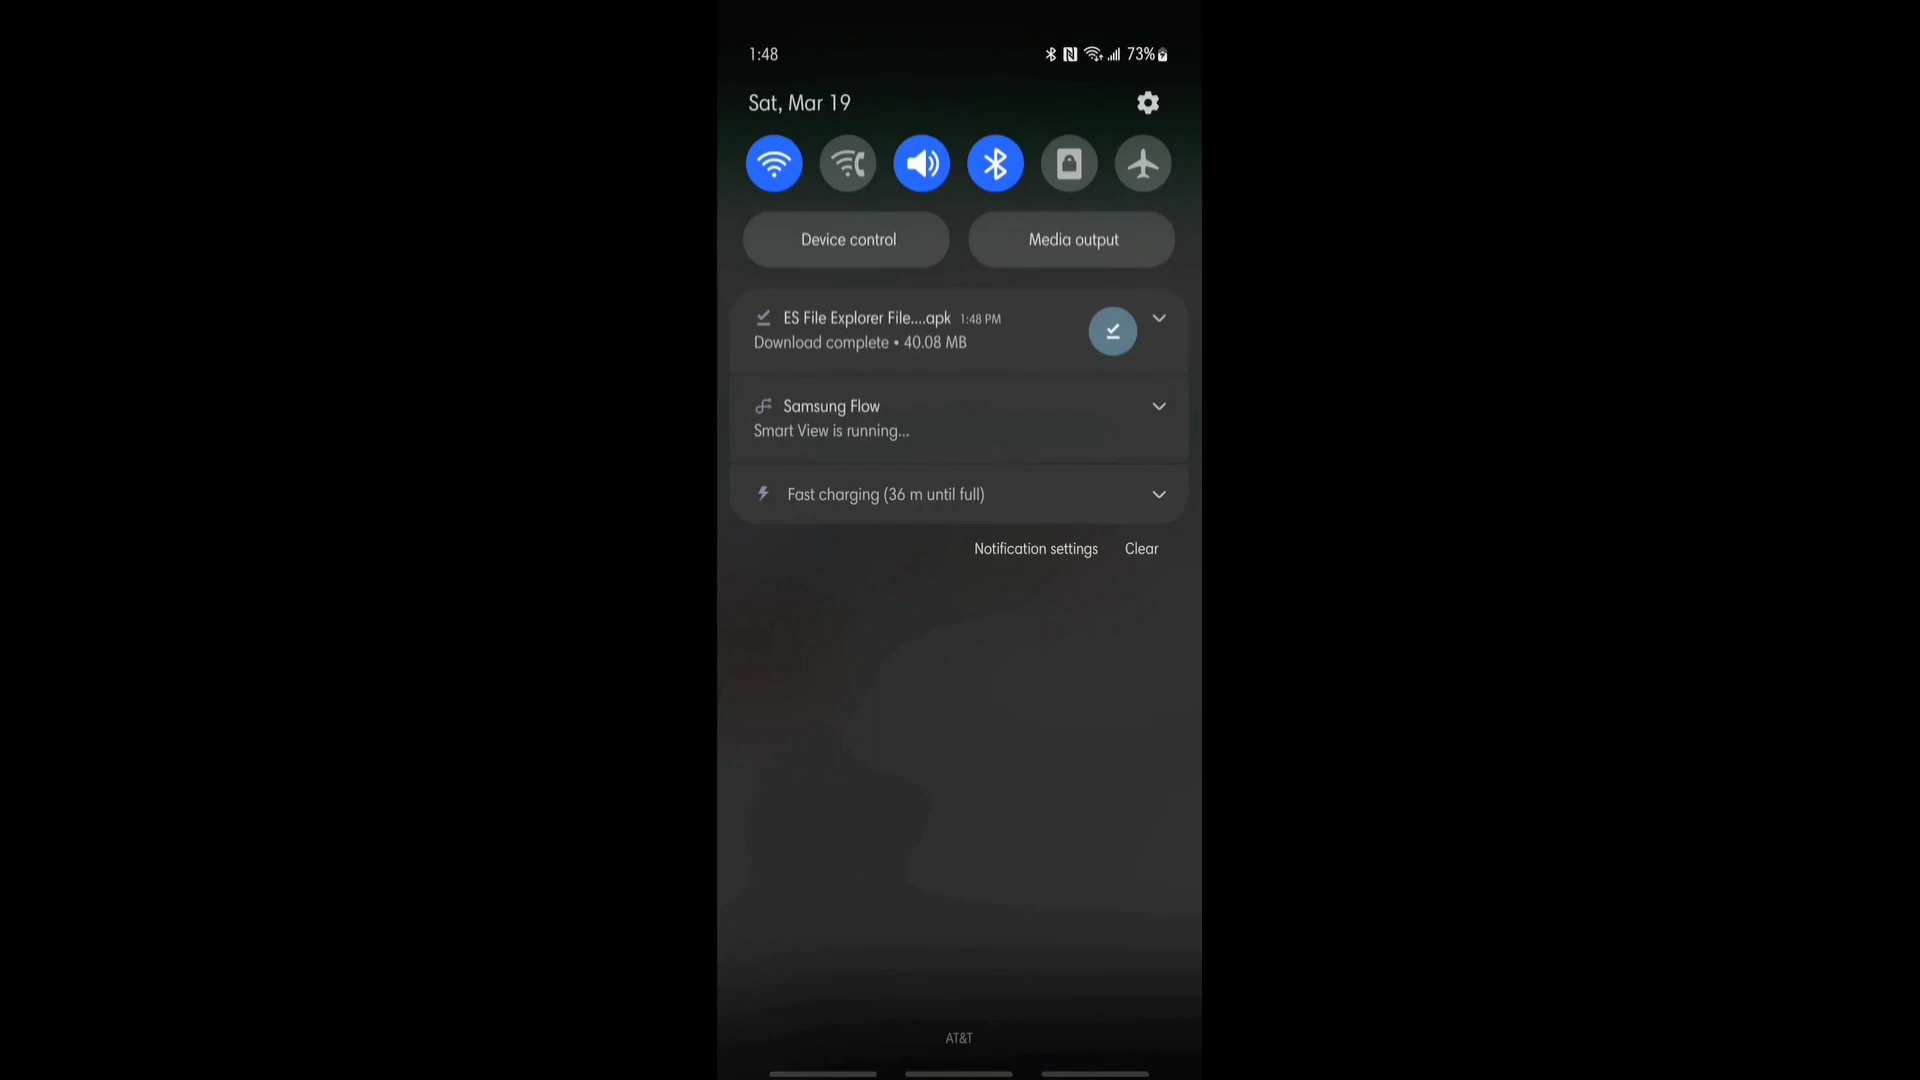 1:48
73%
Sat, Mar 19
Device control
Media output
ES File Explorer File....apk 1:48 PM
Download complete • 40.08 MB
Samsung Flow
Smart View is running...
Fast charging (36 m until full)
Notification settings
Clear
AT&T